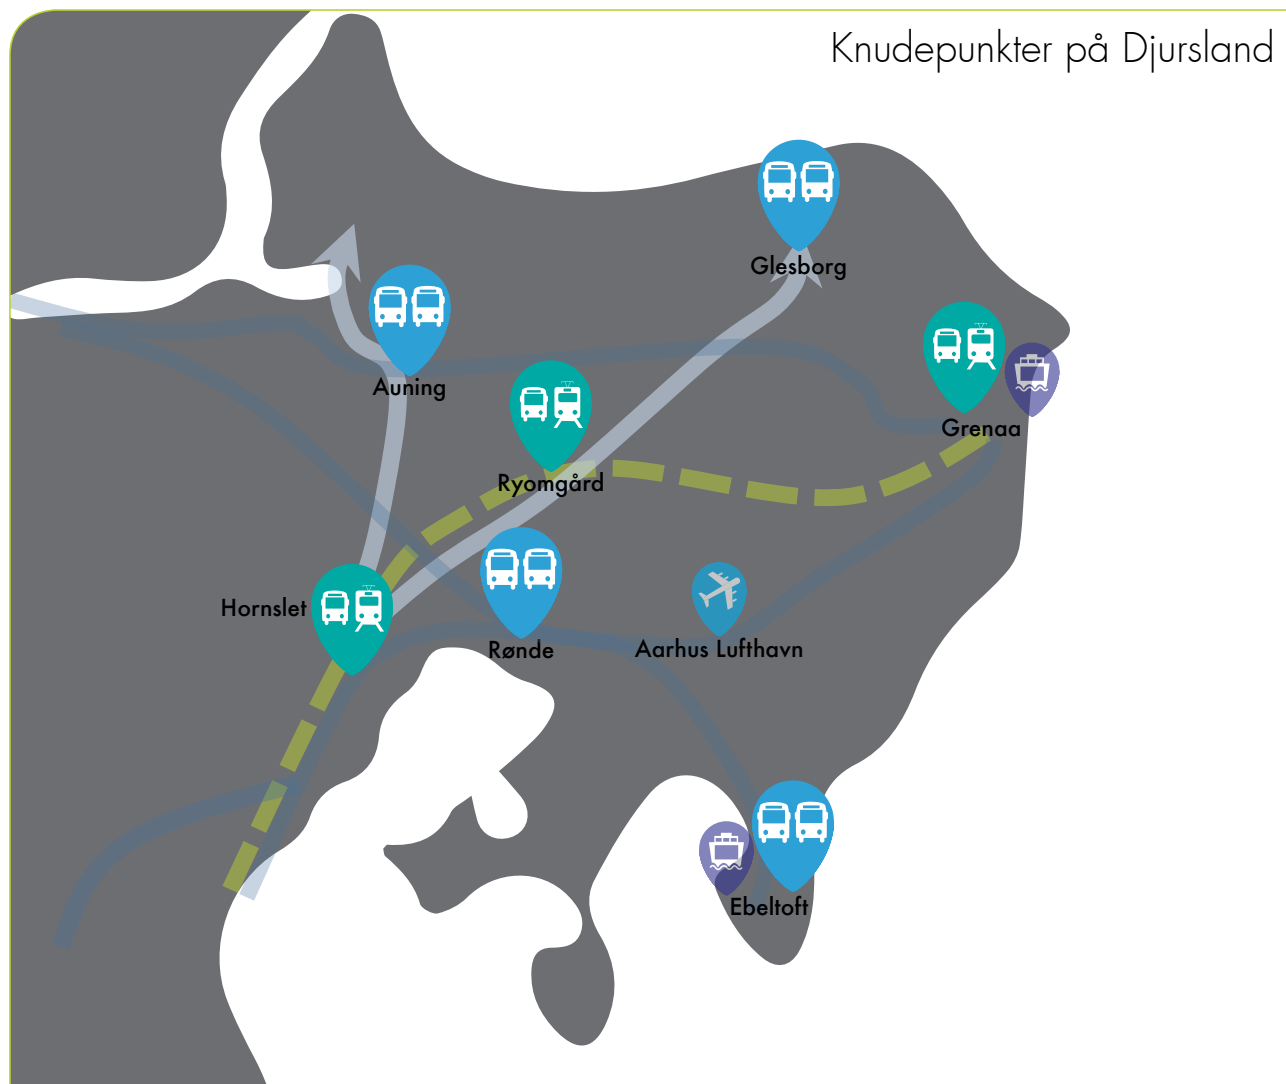 Knudepunkter på Djursland
Glesborg
Auning
Grenaa
Ryomgård
Hornslet
Rønde
Aarhus Lufthavn
Ebeltoft